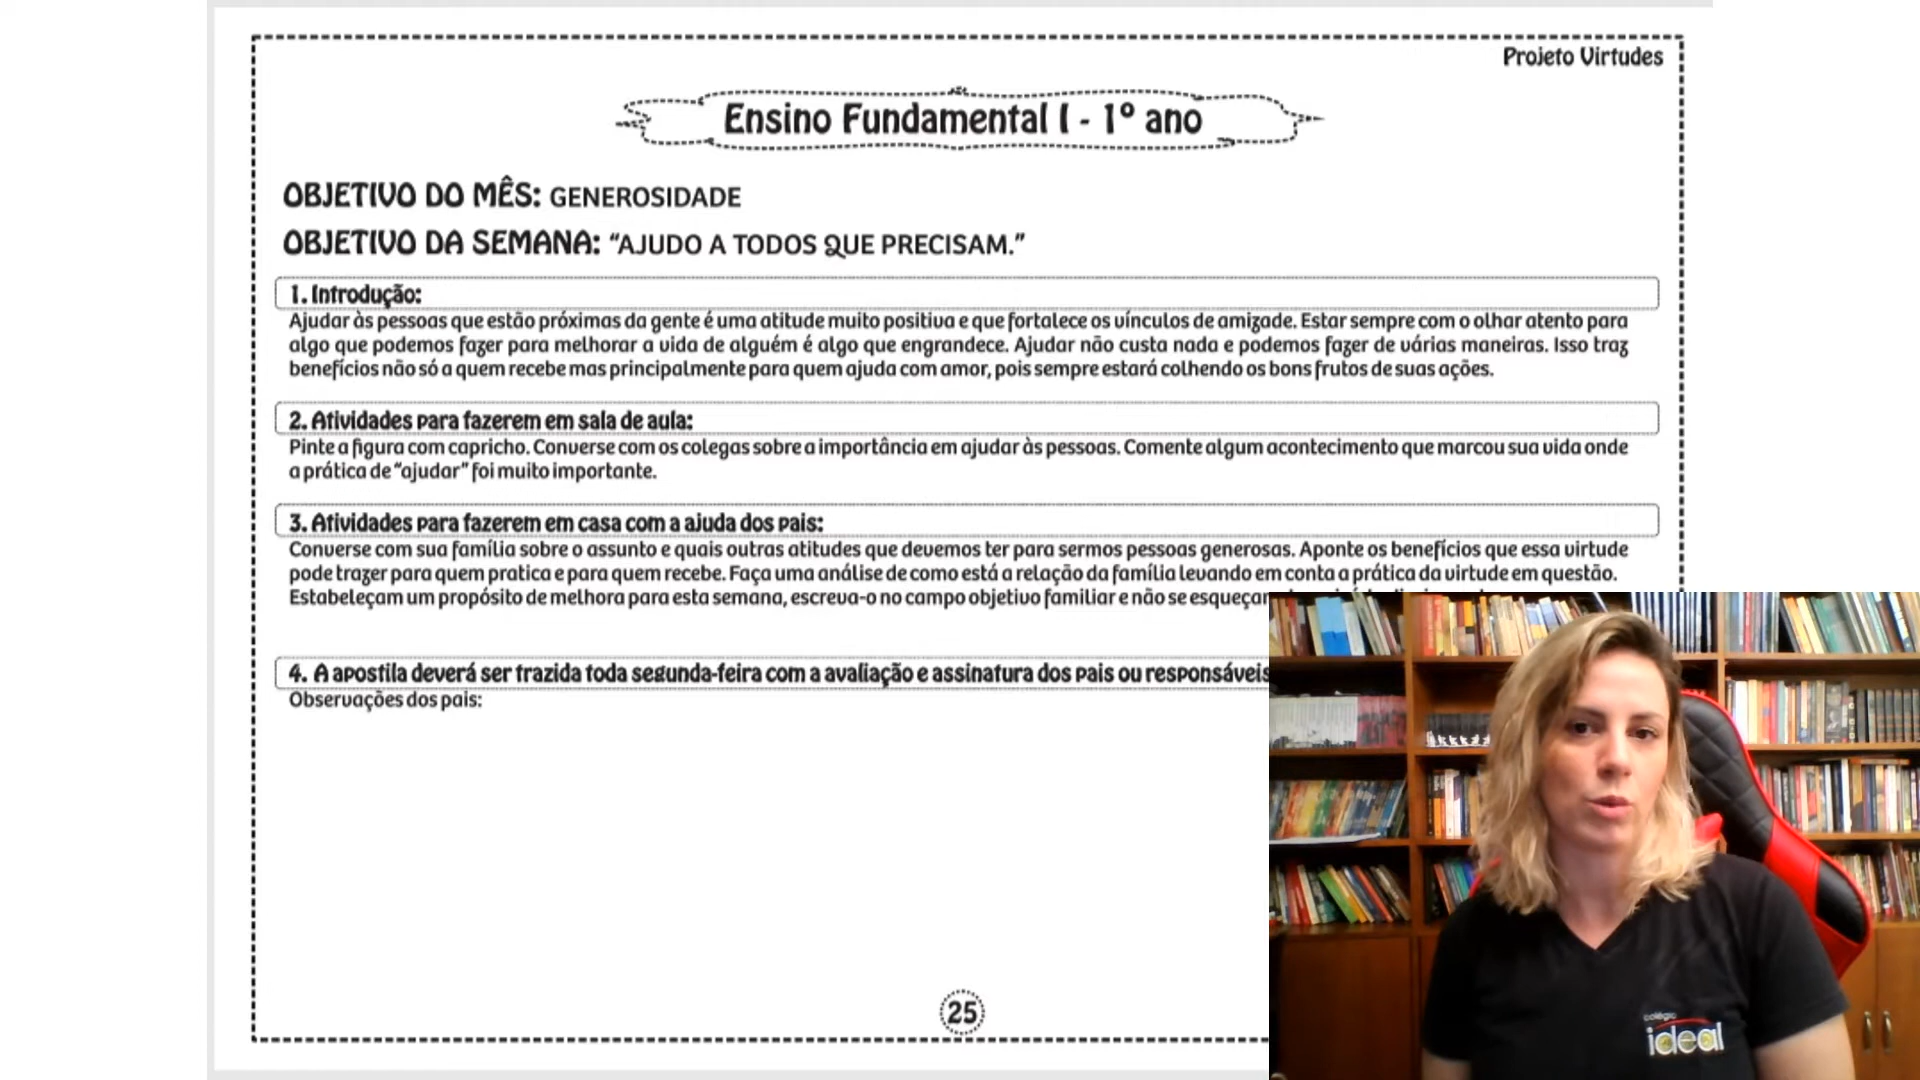 Projeto Virtudes
Ensino Fundamental I - 1º ano
OBJETIVO DO MÊS: GENEROSIDADE
OBJETIVO DA SEMANA: “AJUDO A TODOS QUE PRECISAM.”
1. Introdução:
Ajudar às pessoas que estão próximas da gente é uma atitude muito positiva e que fortalece os vínculos de amizade. Estar sempre com o olhar atento para
algo que podemos fazer para melhorar a vida de alguém é algo que engrandece. Ajudar não custa nada e podemos fazer de várias maneiras. Isso traz
benefícios não só a quem recebe mas principalmente para quem ajuda com amor, pois sempre estará colhendo os bons frutos de suas ações.
2. Atividades para fazerem em sala de aula:
Pinte a figura com capricho. Converse com os colegas sobre a importância em ajudar às pessoas. Comente algum acontecimento que marcou sua vida onde
a prática de “ajudar” foi muito importante.
3. Atividades para fazerem em casa com a ajuda dos pais:
Converse com sua família sobre o assunto e quais outras atitudes que devemos ter para sermos pessoas generosas. Aponte os benefícios que essa virtude
pode trazer para quem pratica e para quem recebe. Faça uma análise de como está a relação da família levando em conta a prática da virtude em questão.
Estabeleçam um propósito de melhora para esta semana, escreva-o no campo objetivo familiar e não se esqueçam
4. A apostila deverá ser trazida toda segunda-feira com a avaliação e assinatura dos pais ou responsáveis
Observações dos pais:
25
colégio
ideal